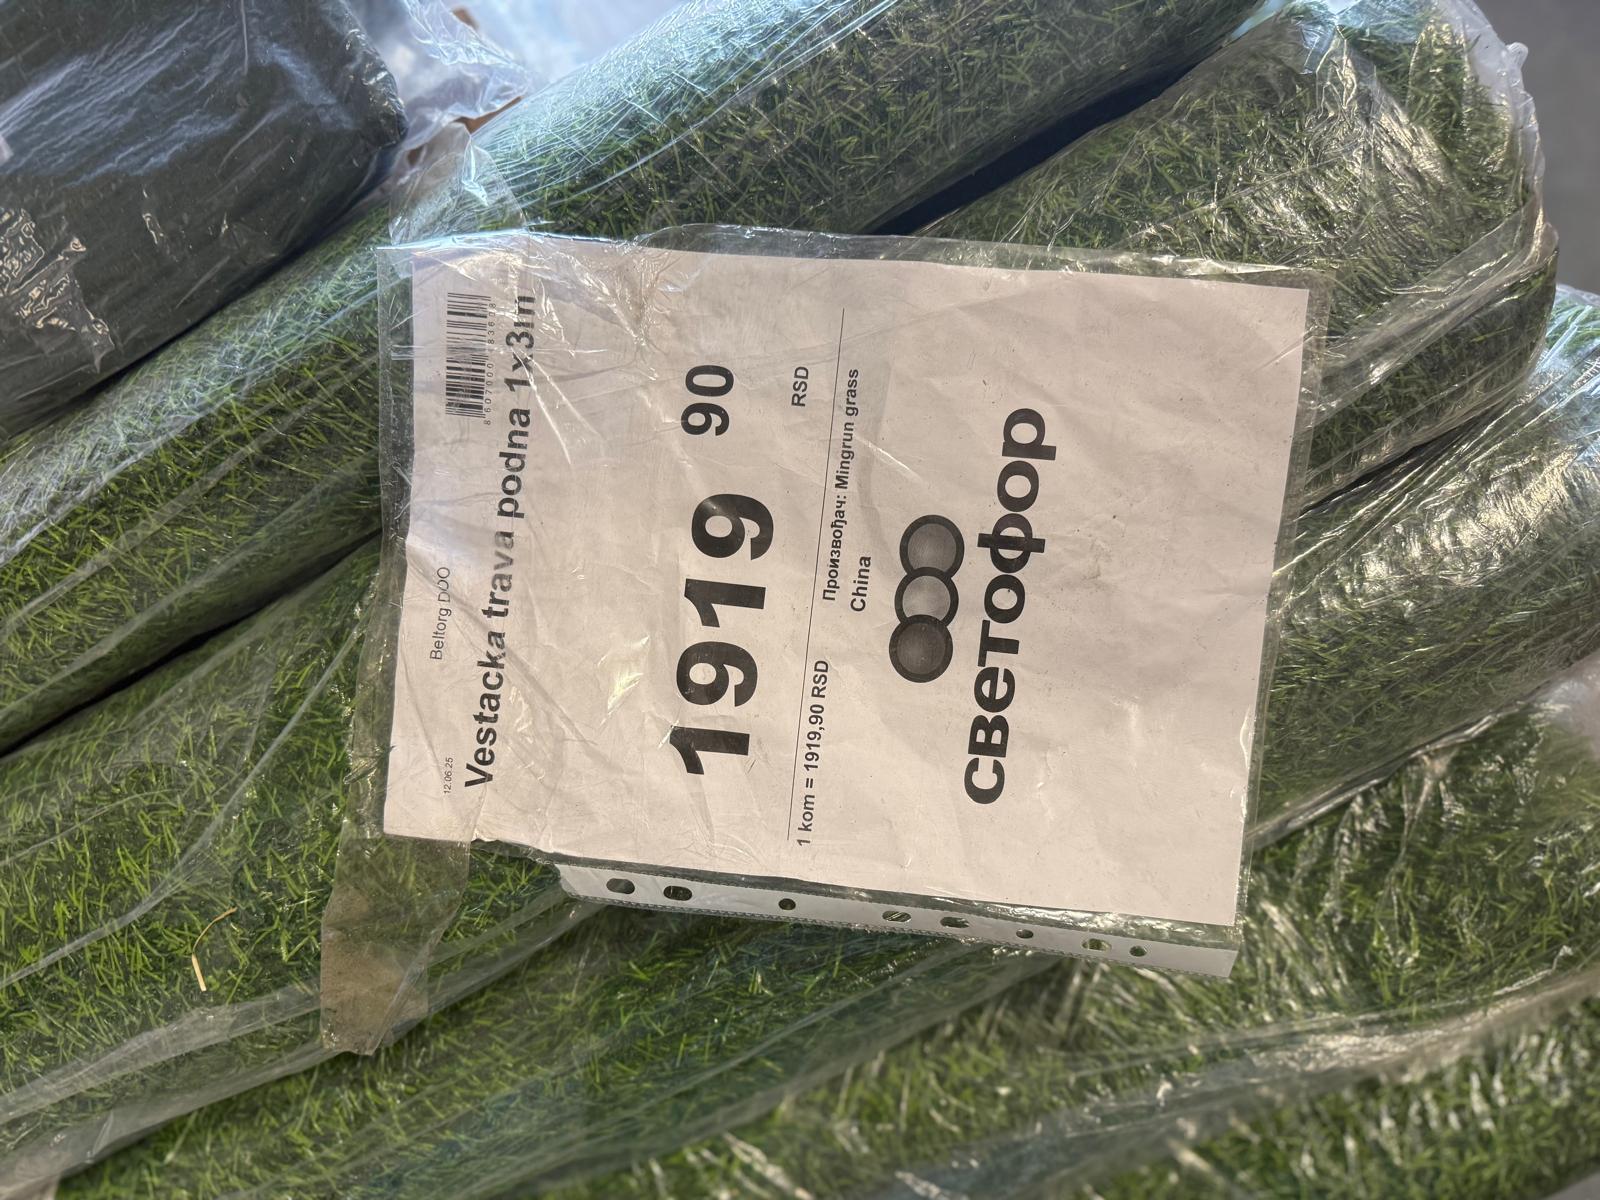 Beltorg DOO
12.06.25
Vestacka trava podna 1x3m
1919 90
RSD
1 kom = 1919,90 RSD
Произвођач: Mingrun grass
China
светофор